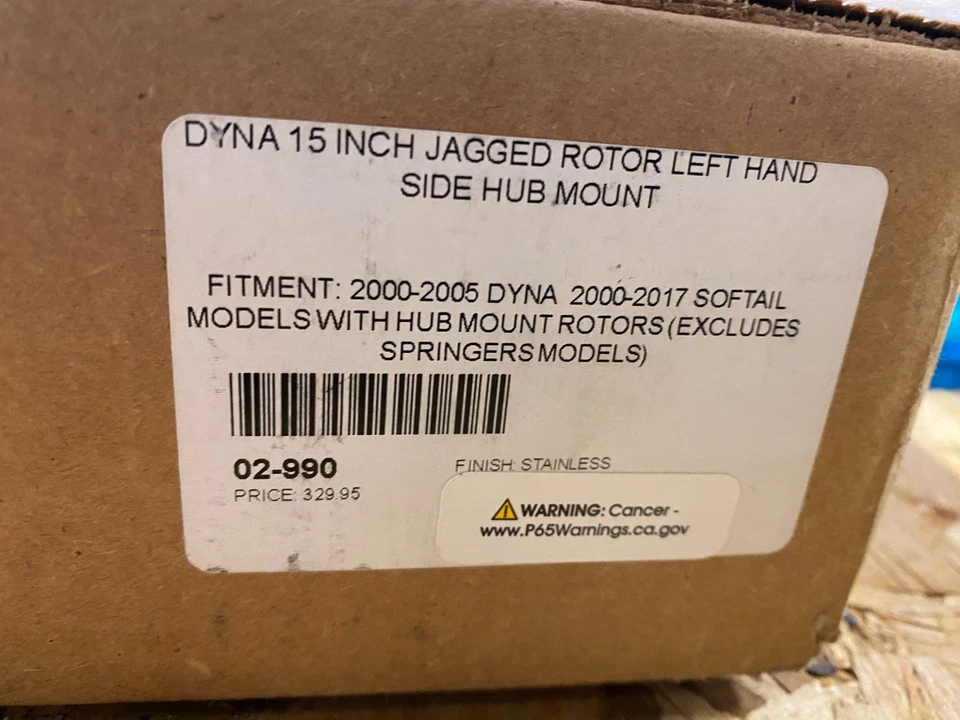 DYNA 15 INCH JAGGED ROTOR LEFT HAND
SIDE HUB MOUNT
FITMENT: 2000-2005 DYNA 2000-2017 SOFTAIL
MODELS WITH HUB MOUNT ROTORS (EXCLUDES
SPRINGERS MODELS)
02-990
FINISH: STAINLESS
PRICE: 329.95
WARNING: Cancer -
www.P65Warnings.ca.gov